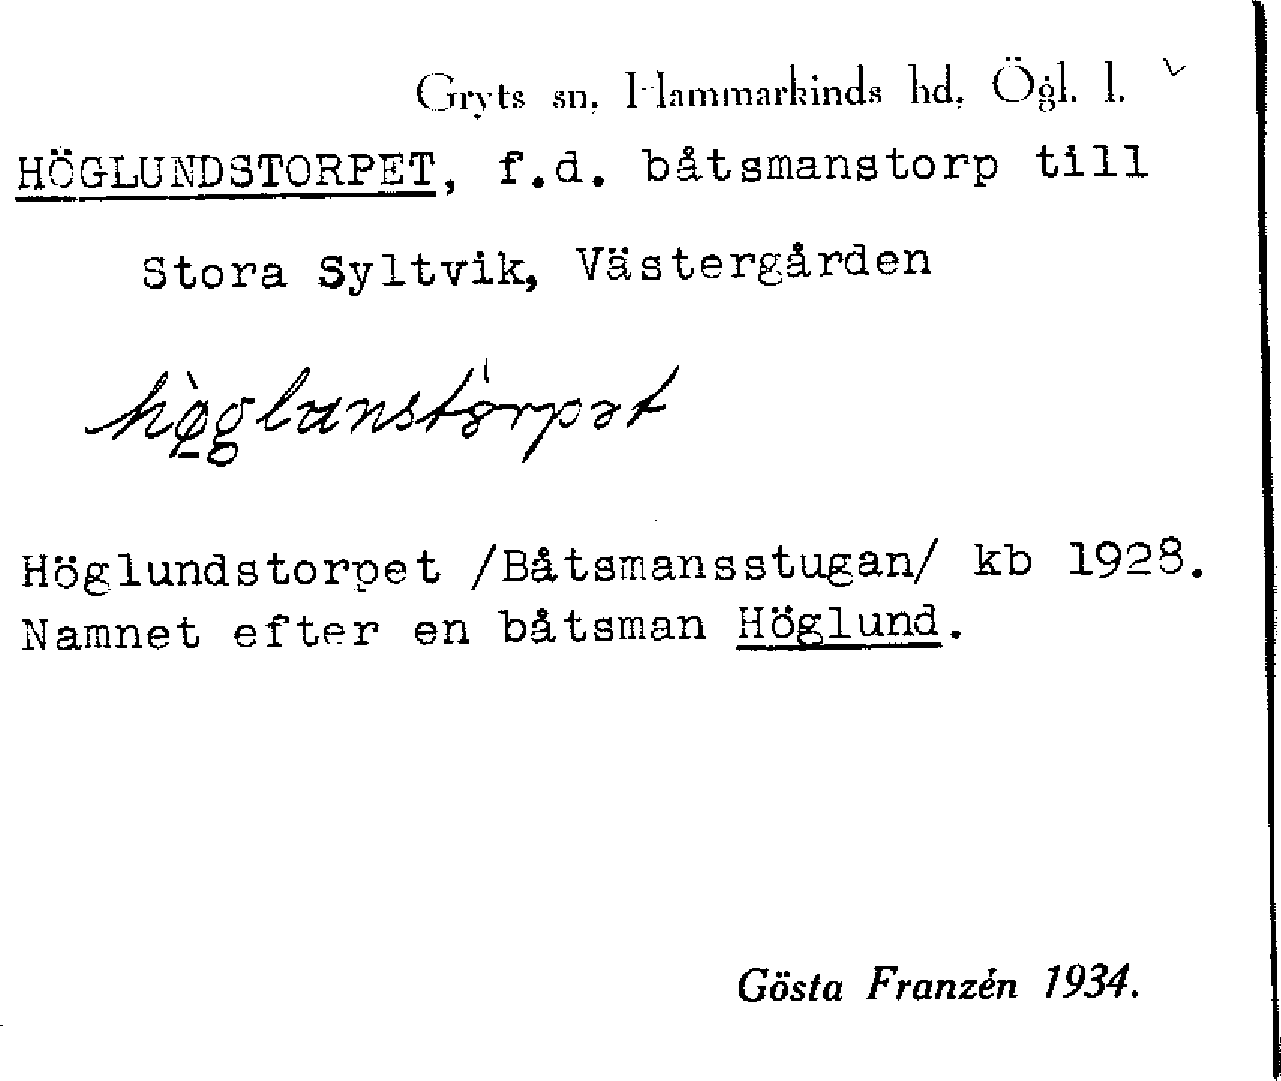 Gryts sn. Hammarkinds hd, Ögl. l. v
HÖGLUNDSTORPET, f.d. båtsmanstorp till
Stora Syltvik, Västergården
Höglundstorpet /Båtsmansstugan/ kb 1928.
Namnet efter en båtsman Höglund.
Gösta Franzén 1934.